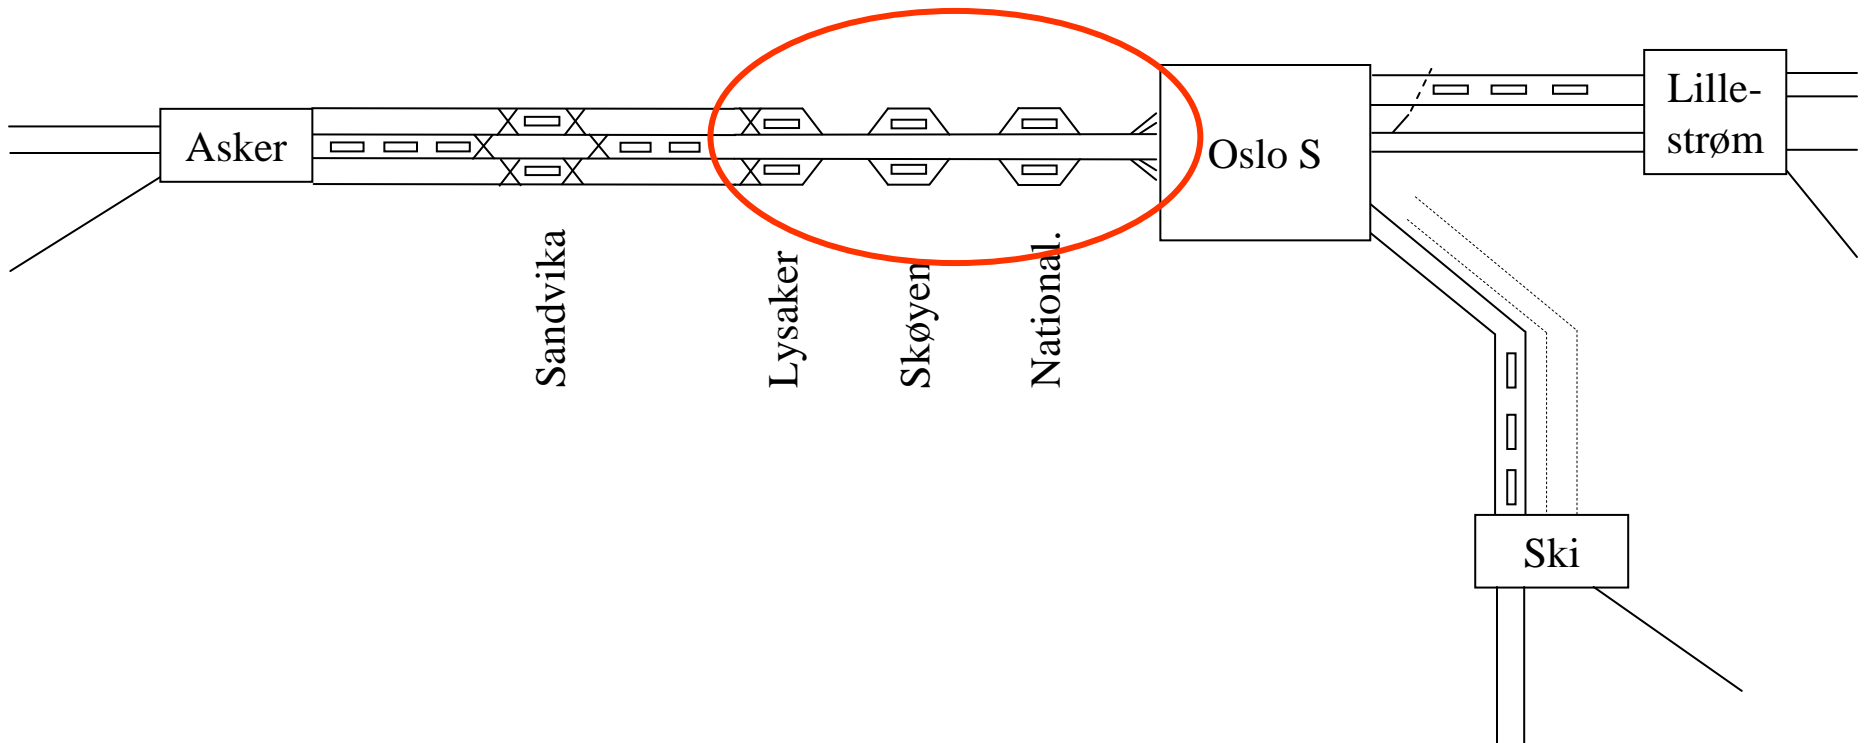 Asker
Sandvika
Lysaker
Skøyen
National.
Oslo S
Lille-
strøm
Ski